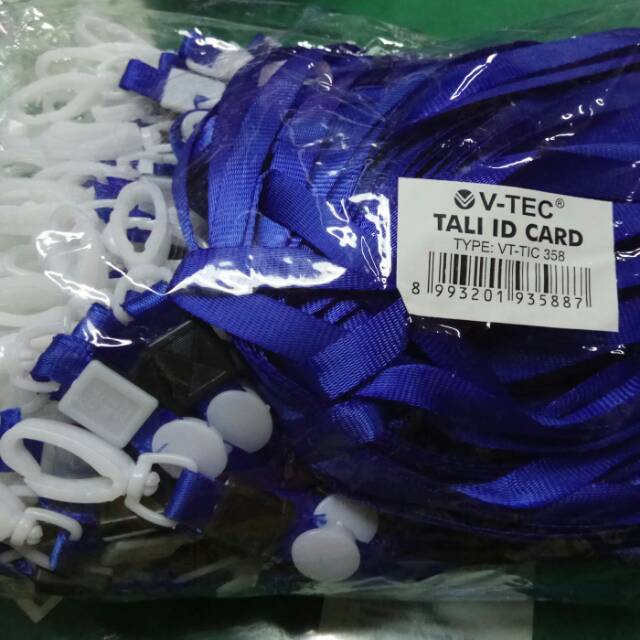 V-TEC®
TALI ID CARD
TYPE: VT-TIC 358
8 993201 935887